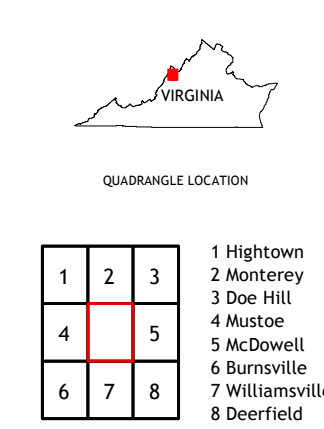 VIRGINIA
QUADRANGLE LOCATION
1 2 3
4 5
6 7 8
1 Hightown
2 Monterey
3 Doe Hill
4 Mustoe
5 McDowell
6 Burnsville
7 Williamsville
8 Deerfield